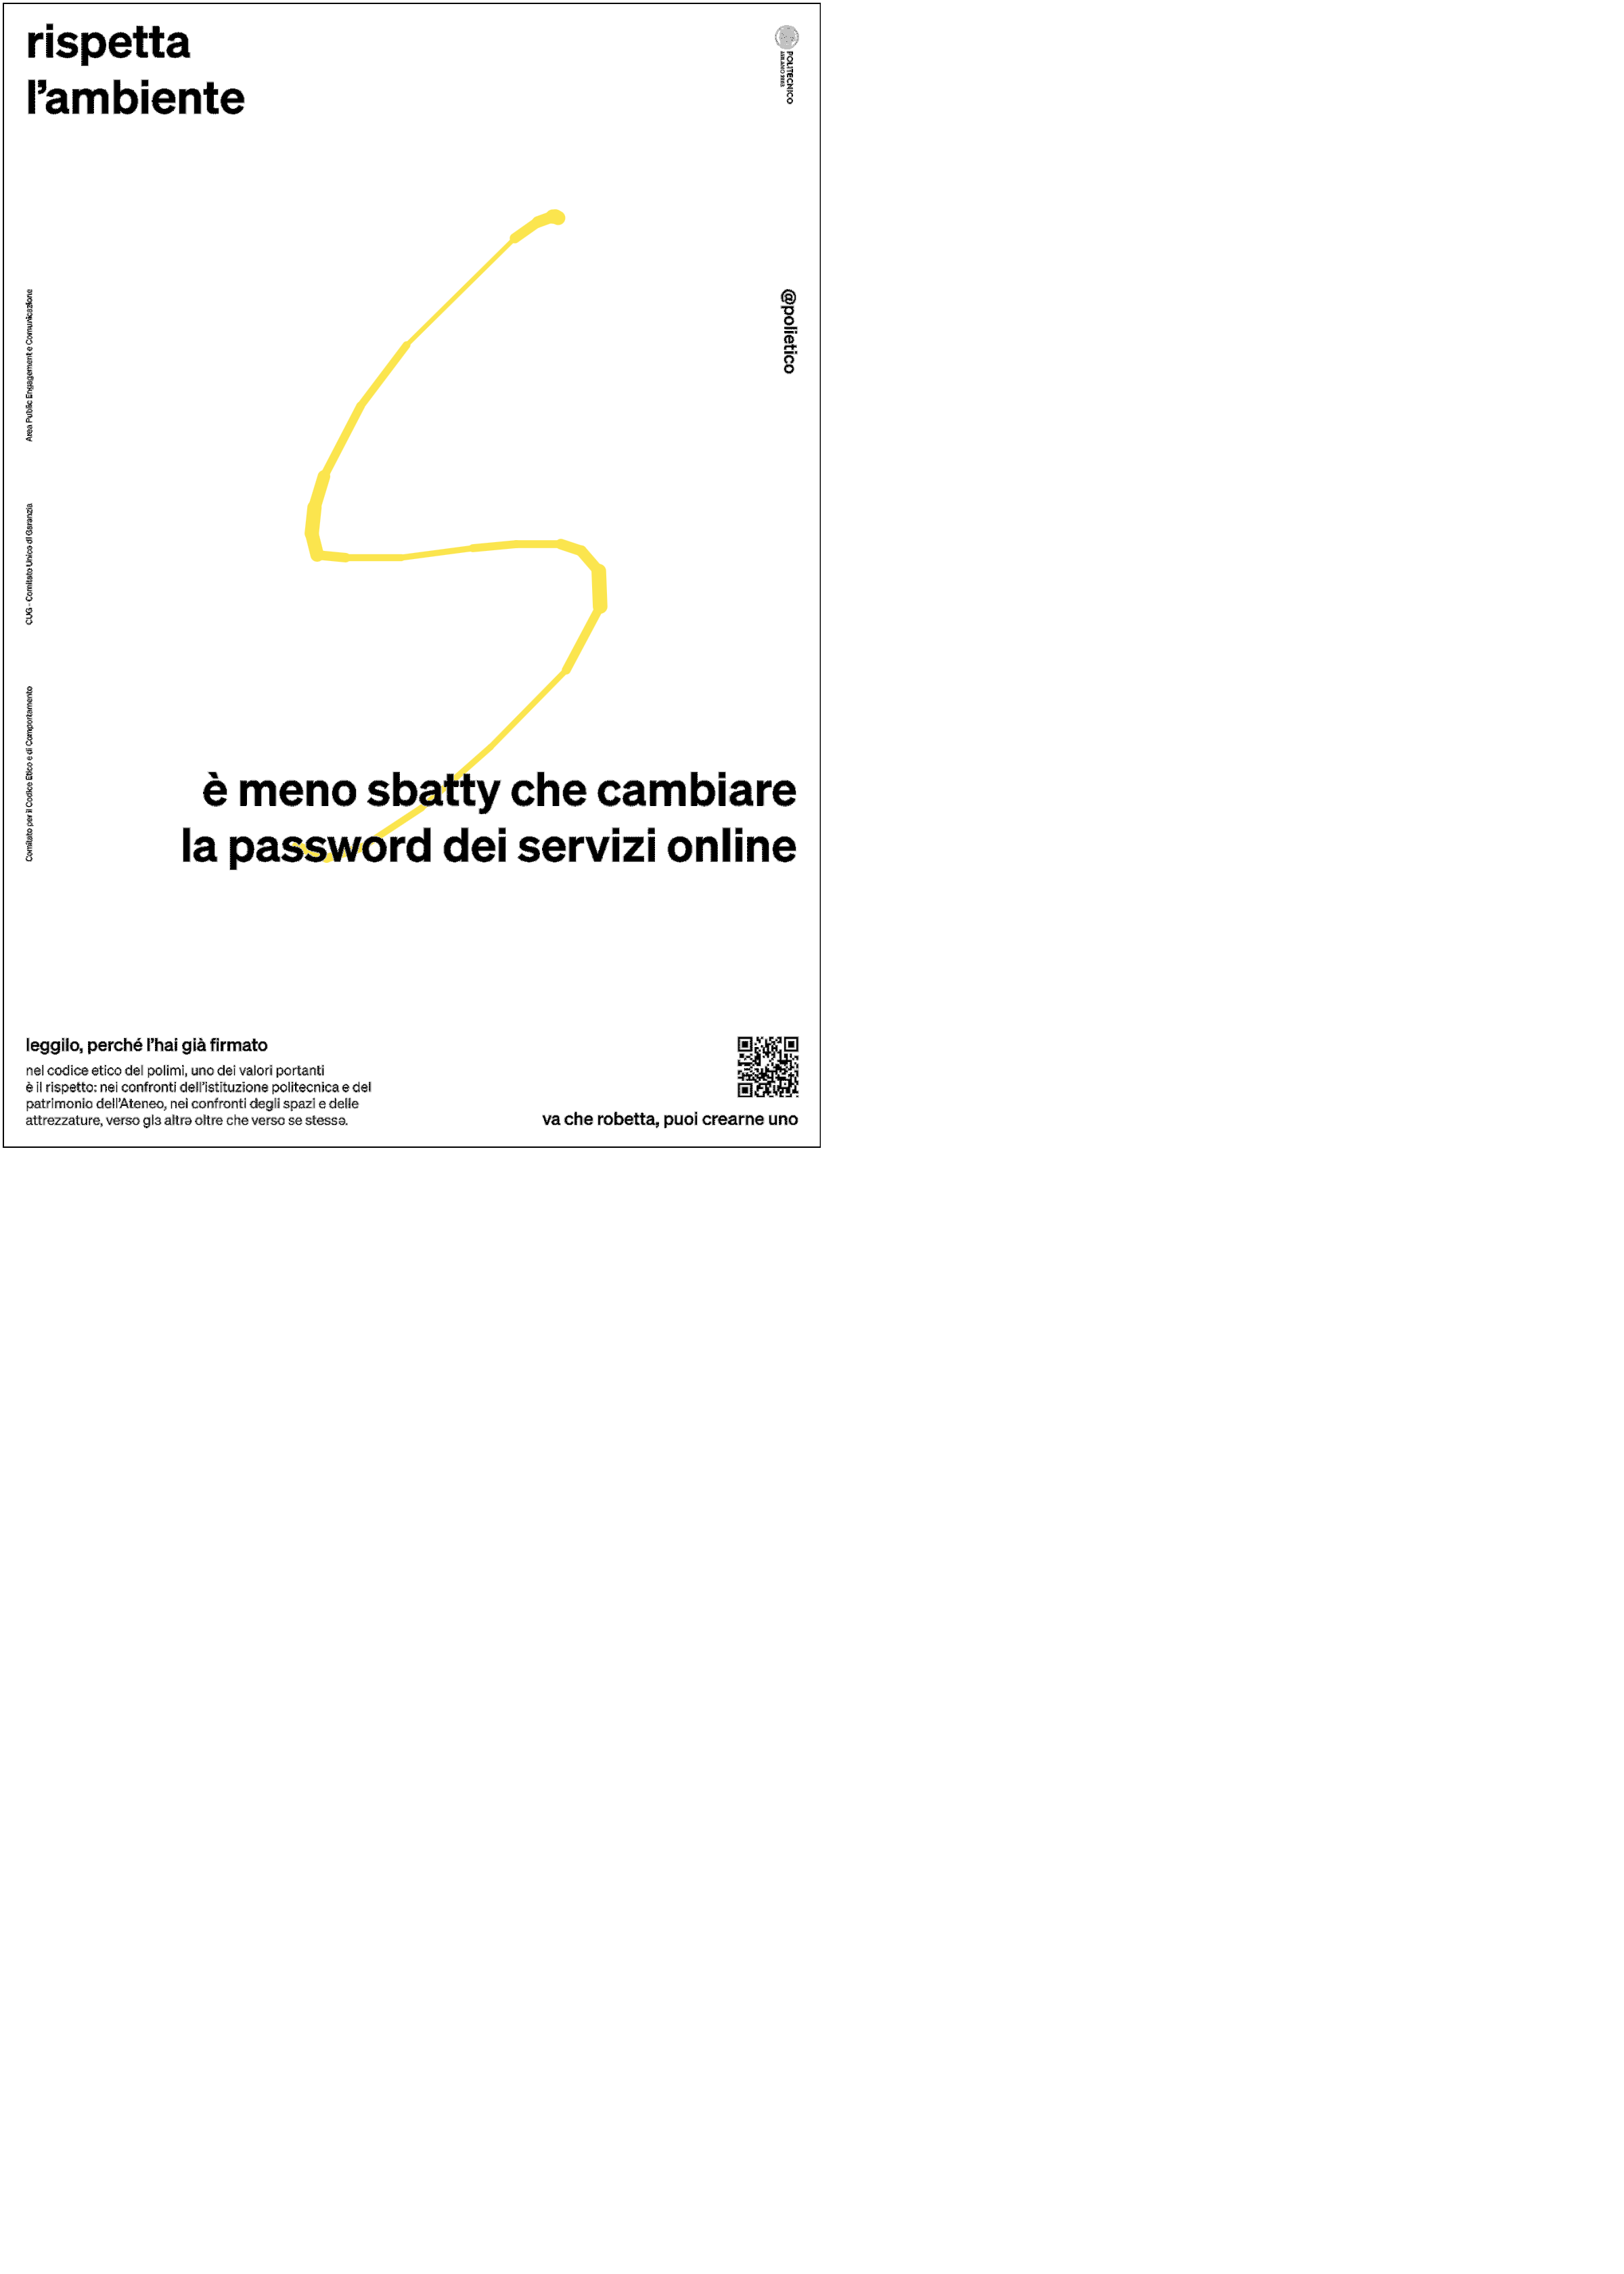 rispetta
l’ambiente
POLITECNICO
MILANO 1863
@polietico
Area Public Engagement e Comunicazione
CUG - Comitato Unico di Garanzia
Comitato per il Codice Etico e di Comportamento
è meno sbatty che cambiare
la password dei servizi online
leggilo, perché l’hai già firmato
nel codice etico del polimi, uno dei valori portanti
è il rispetto: nei confronti dell’istituzione politecnica e del
patrimonio dell’Ateneo, nei confronti degli spazi e delle
attrezzature, verso glɜ altrə oltre che verso se stessə.
va che robetta, puoi crearne uno